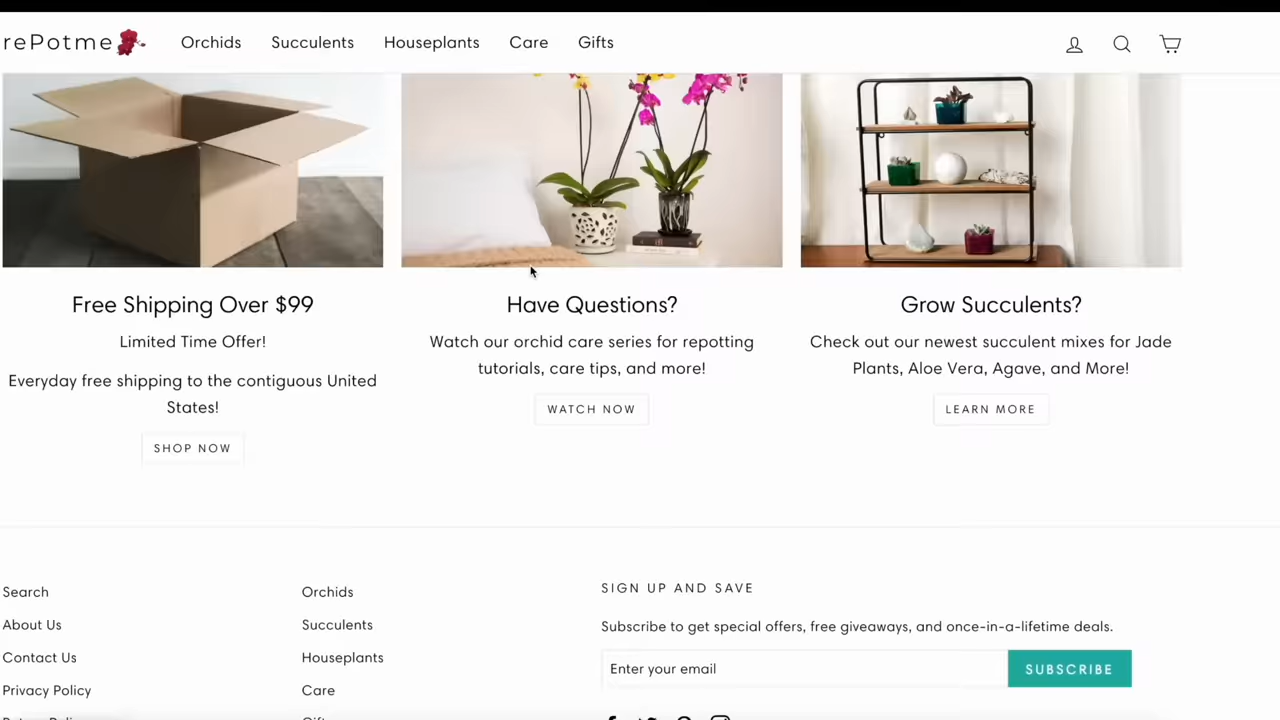 rePotme Orchids Succulents Houseplants Care Gifts
Free Shipping Over $99
Limited Time Offer!
Everyday free shipping to the contiguous United
States!
SHOP NOW
Have Questions?
Watch our orchid care series for repotting
tutorials, care tips, and more!
WATCH NOW
Grow Succulents?
Check out our newest succulent mixes for Jade
Plants, Aloe Vera, Agave, and More!
LEARN MORE
Search
About Us
Contact Us
Privacy Policy
Orchids
Succulents
Houseplants
Care
SIGN UP AND SAVE
Subscribe to get special offers, free giveaways, and once-in-a-lifetime deals.
Enter your email
SUBSCRIBE